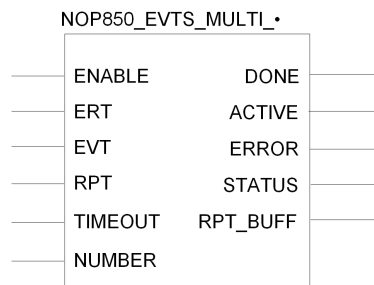 NOP850_EVTS_MULTI_•
ENABLE DONE
ERT ACTIVE
EVT ERROR
RPT STATUS
TIMEOUT RPT_BUFF
NUMBER